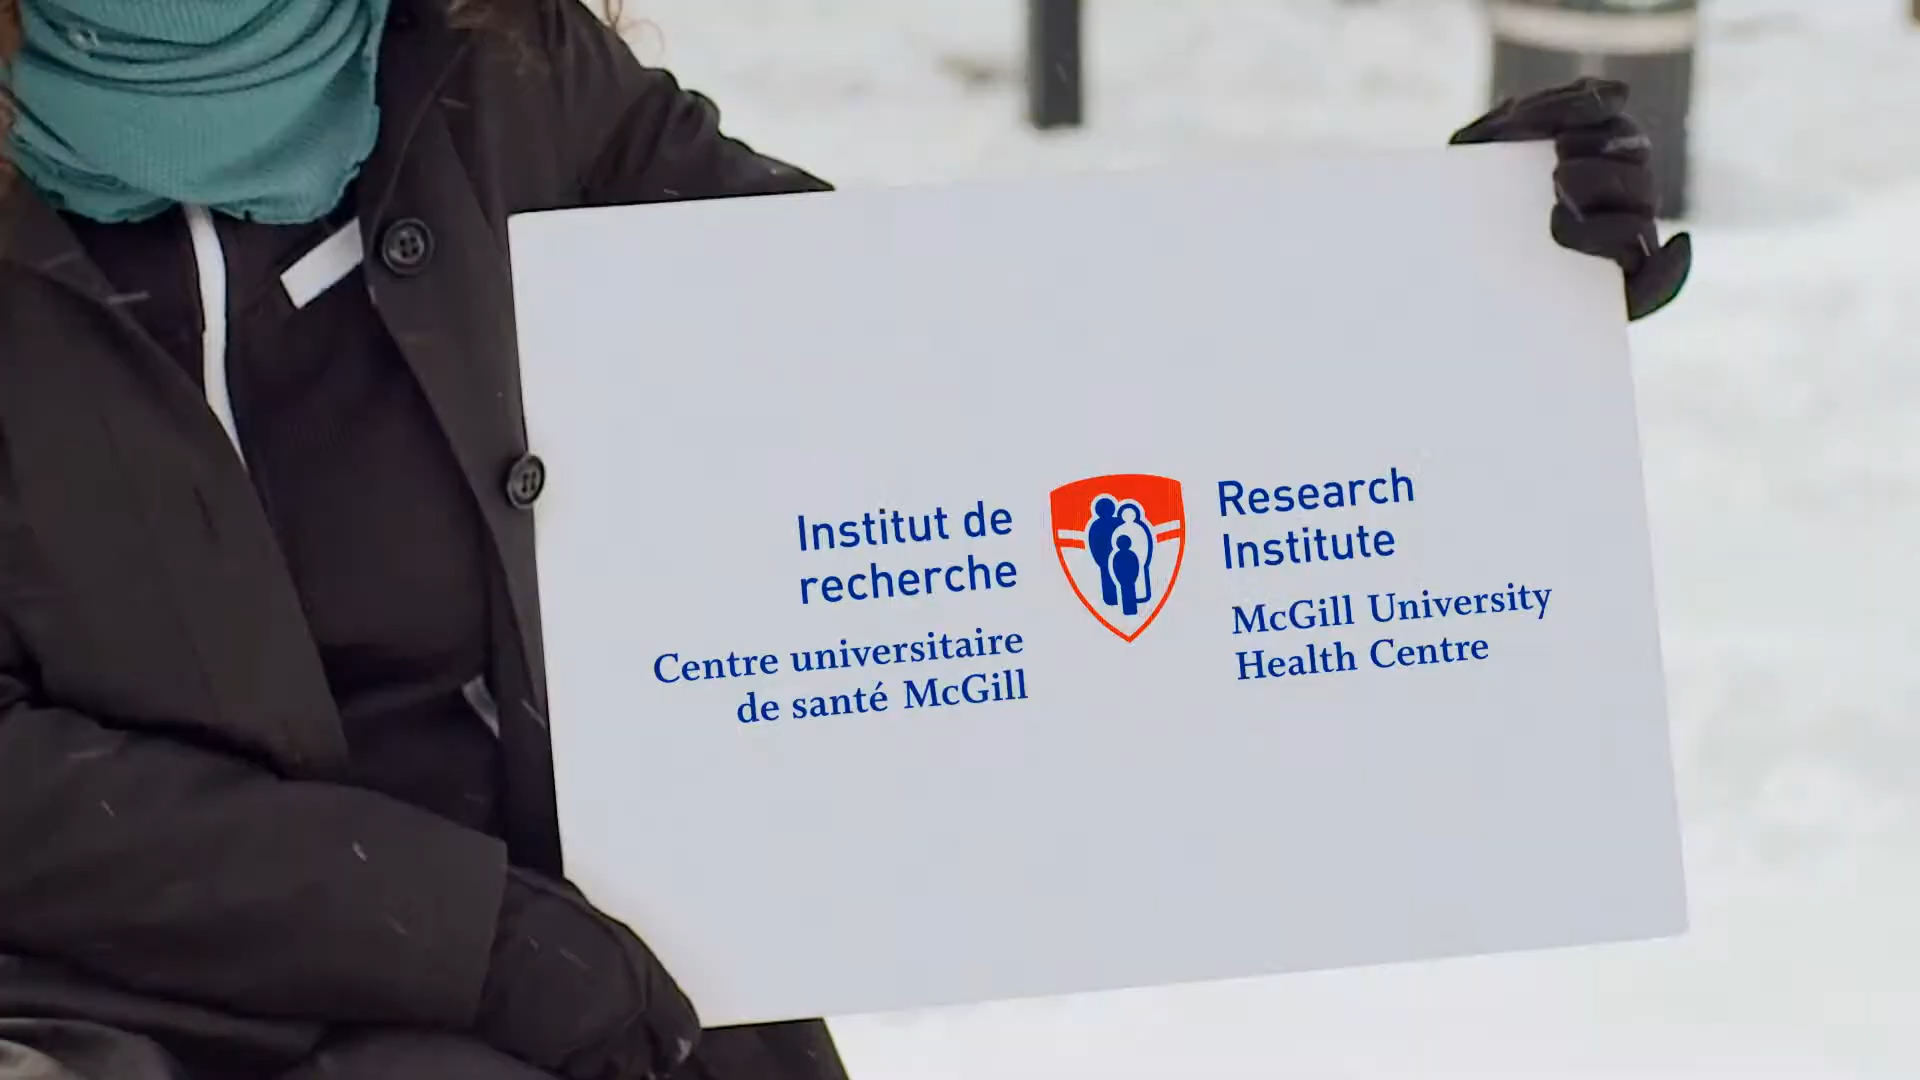 Institut de
recherche
Centre universitaire
de santé McGill
Research
Institute
McGill University
Health Centre